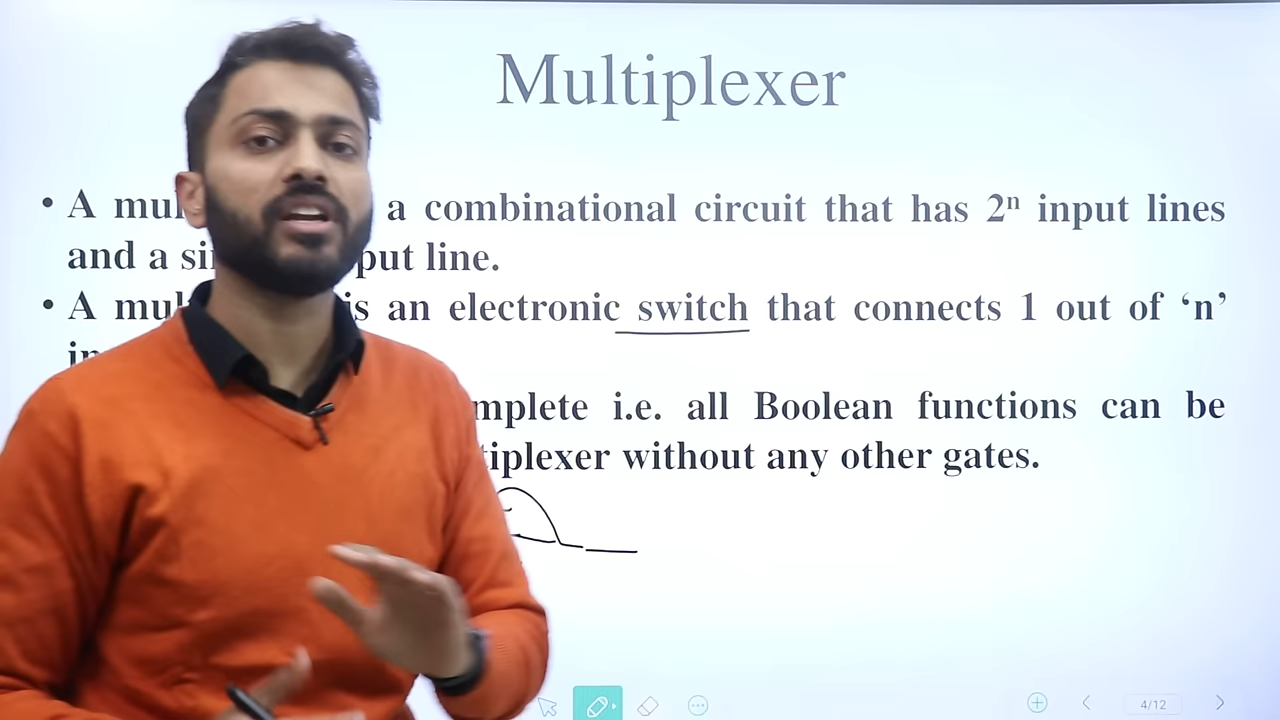 Multiplexer
• A mul a combinational circuit that has 2ⁿ input lines
and a si put line.
• A mul is an electronic switch that connects 1 out of ‘n’
in
mplete i.e. all Boolean functions can be
tiplexer without any other gates.
4/12